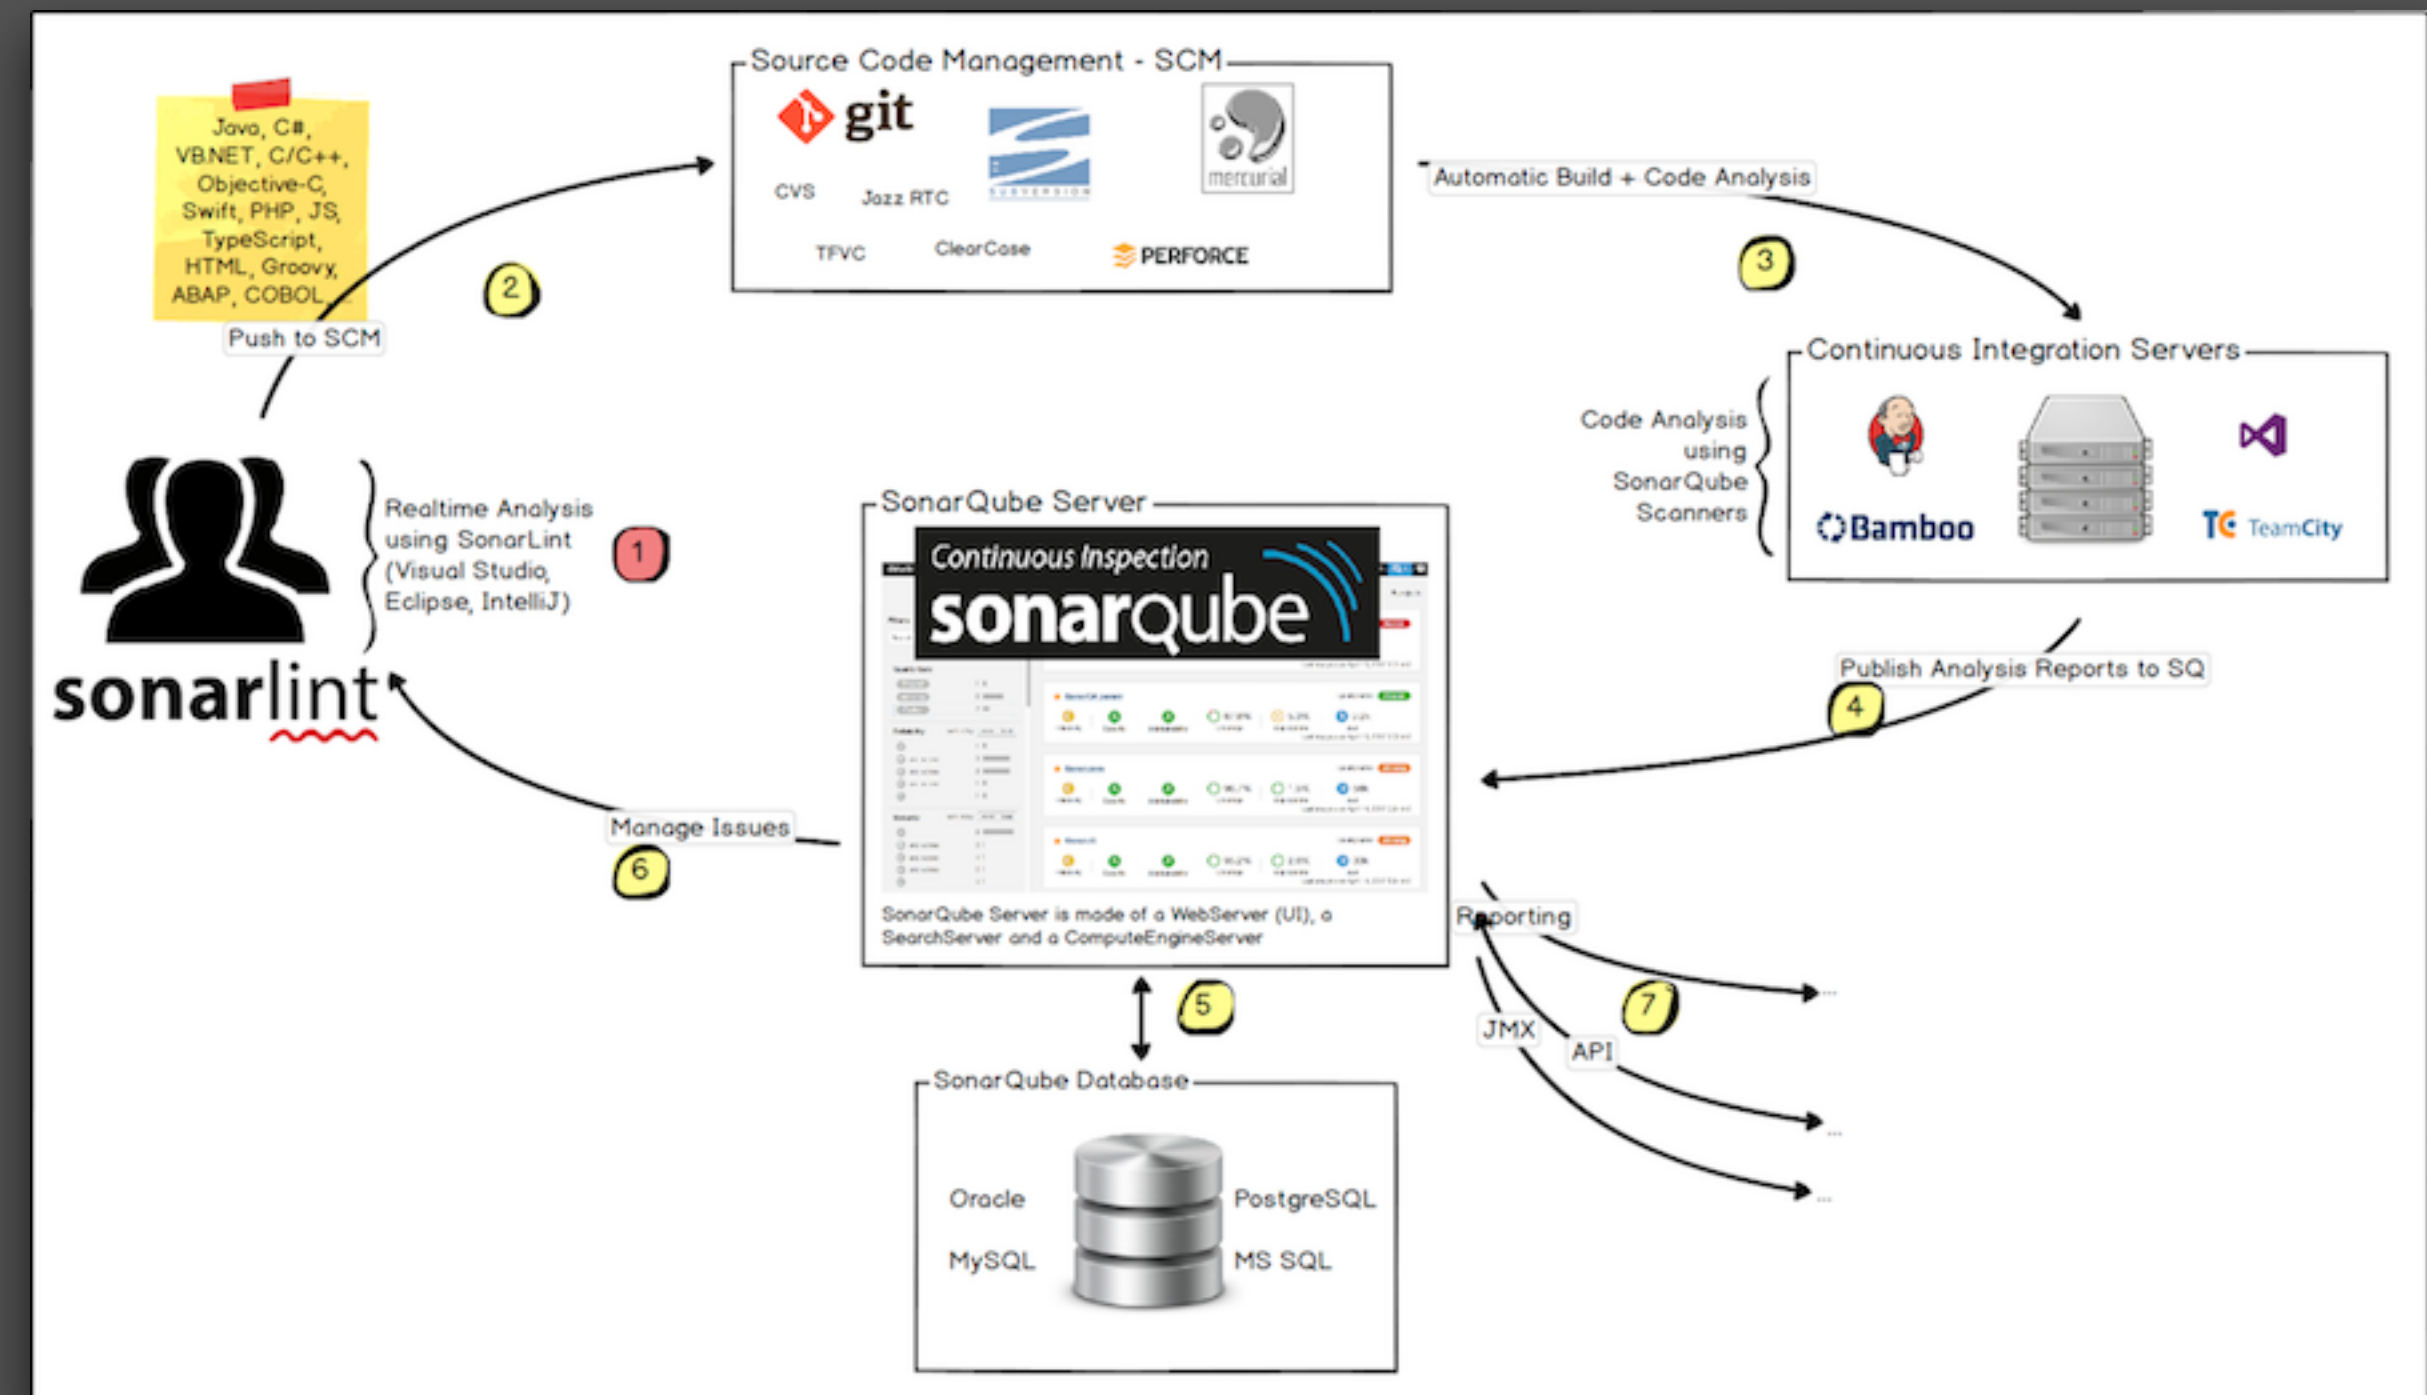 Source Code Management - SCM
git
SUBVERSION
mercurial
CVS
Jazz RTC
TFVC
ClearCase
PERFORCE
Java, C#,
VB.NET, C/C++,
Objective-C,
Swift, PHP, JS,
TypeScript,
HTML, Groovy,
ABAP, COBOL, ...
Push to SCM
2
Automatic Build + Code Analysis
3
Continuous Integration Servers
Code Analysis
using
SonarQube
Scanners
Bamboo
TC TeamCity
Realtime Analysis
using SonarLint
(Visual Studio,
Eclipse, IntelliJ)
1
sonarlint
SonarQube Server
Continuous Inspection
sonarqube
SonarQube Server is made of a WebServer (UI), a
SearchServer and a ComputeEngineServer
Publish Analysis Reports to SQ
4
Manage Issues
6
5
Reporting
...
7
JMX
API
...
...
SonarQube Database
Oracle
PostgreSQL
MySQL
MS SQL